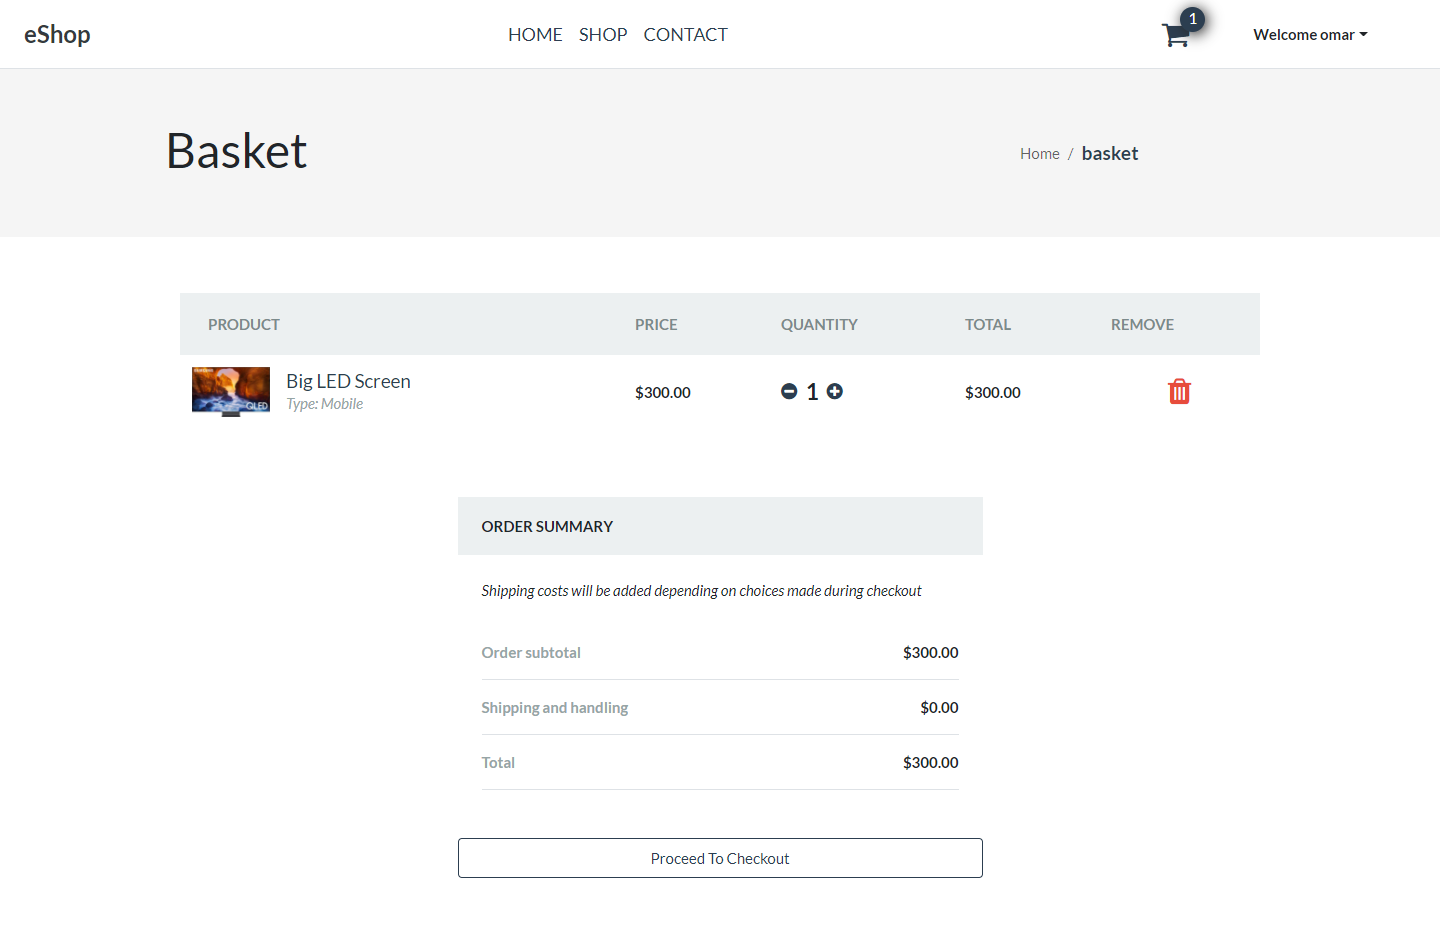 eShop
HOME SHOP CONTACT
1
Welcome omar
Basket
Home / basket
PRODUCT PRICE QUANTITY TOTAL REMOVE
Big LED Screen
Type: Mobile
QLED
$300.00 1 $300.00
ORDER SUMMARY
Shipping costs will be added depending on choices made during checkout
Order subtotal $300.00
Shipping and handling $0.00
Total $300.00
Proceed To Checkout